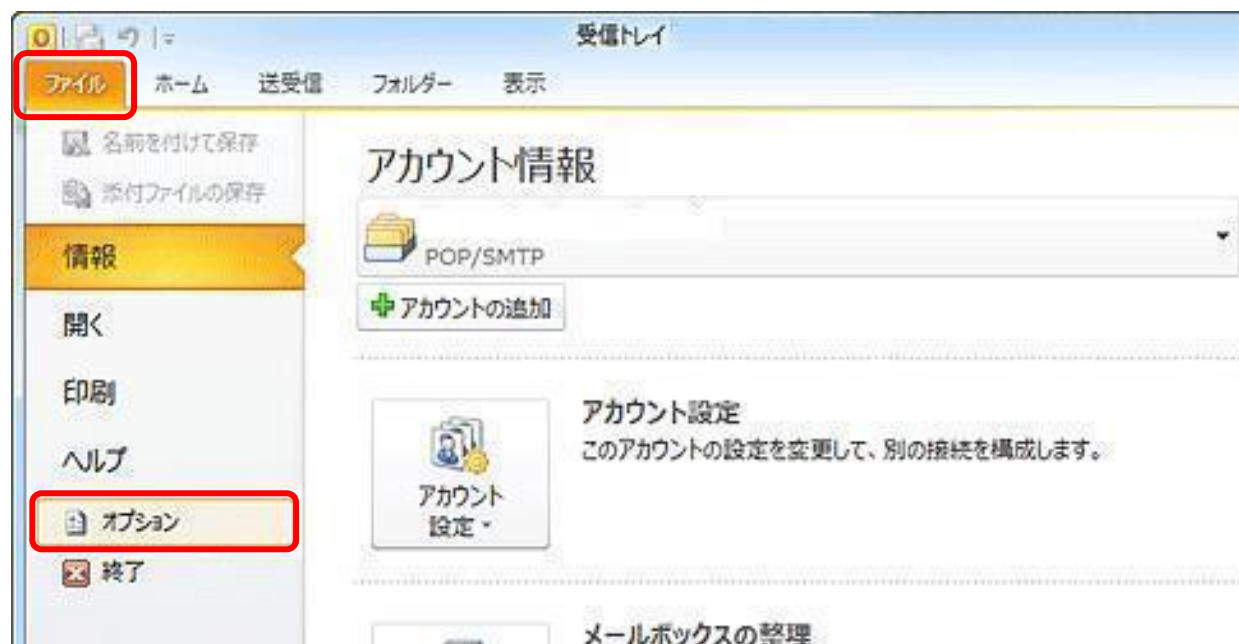 受信トレイ
ファイル ホーム 送受信 フォルダー 表示
名前を付けて保存
添付ファイルの保存
情報
開く
印刷
ヘルプ
オプション
終了
アカウント情報
POP/SMTP
アカウントの追加
アカウント
設定
アカウント設定
このアカウントの設定を変更して、別の接続を構成します。
メールボックスの整理